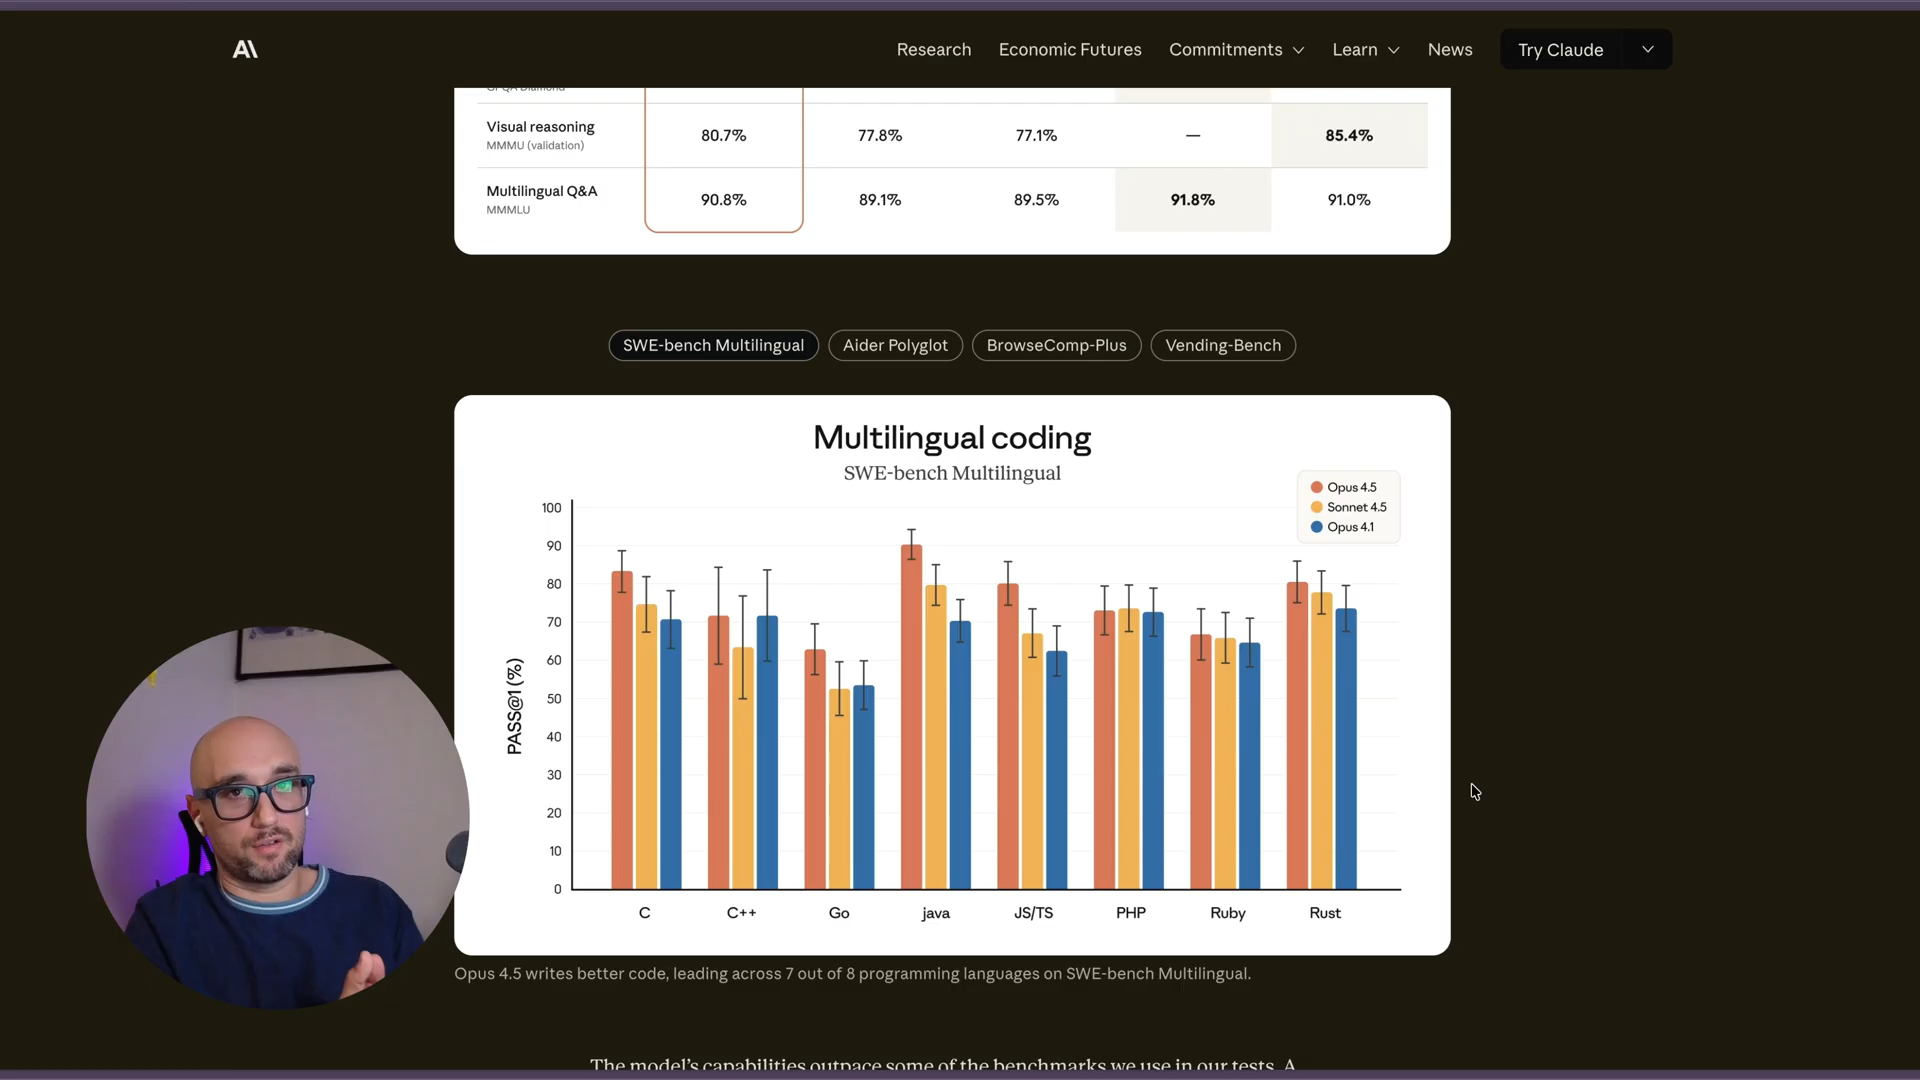 A\
Research
Economic Futures
Commitments
Learn
News
Try Claude
GPQA Diamond
Visual reasoning
MMMU (validation)
80.7%
77.8%
77.1%
—
85.4%
Multilingual Q&A
MMMLU
90.8%
89.1%
89.5%
91.8%
91.0%
SWE-bench Multilingual
Aider Polyglot
BrowseComp-Plus
Vending-Bench
Multilingual coding
SWE-bench Multilingual
Opus 4.5
Sonnet 4.5
Opus 4.1
PASS@1 (%)
100
90
80
70
60
50
40
30
20
10
0
C
C++
Go
java
JS/TS
PHP
Ruby
Rust
Opus 4.5 writes better code, leading across 7 out of 8 programming languages on SWE-bench Multilingual.
The model's capabilities outpace some of the benchmarks we use in our tests. A